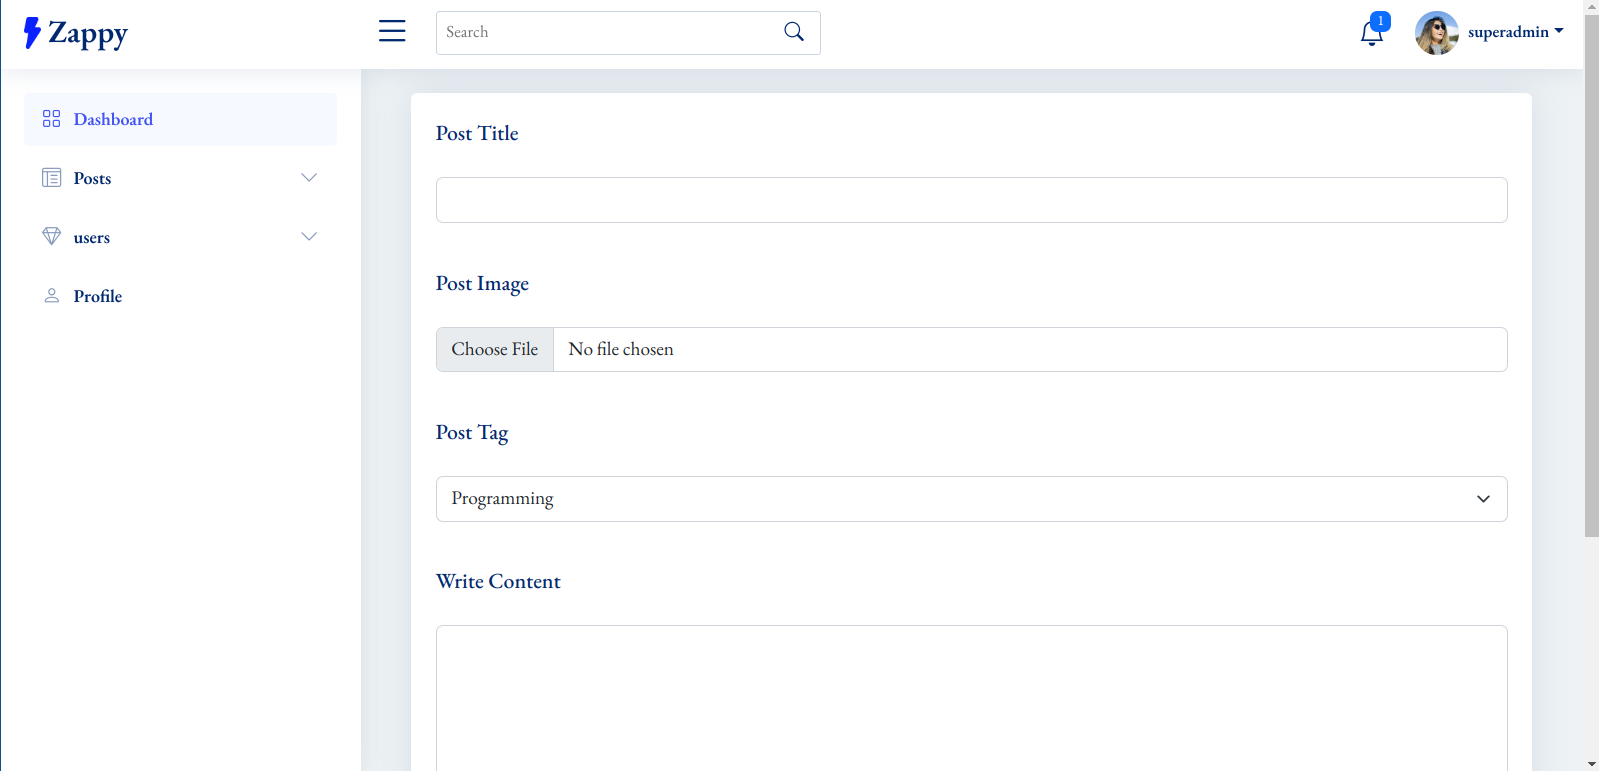 Zappy
Search
1
superadmin
Dashboard
Posts
users
Profile
Post Title
Post Image
Choose File No file chosen
Post Tag
Programming
Write Content